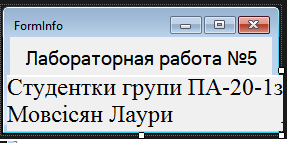 FormInfo
Лабораторная работа №5
Студентки групи ПА-20-1з
Мовсісян Лаури